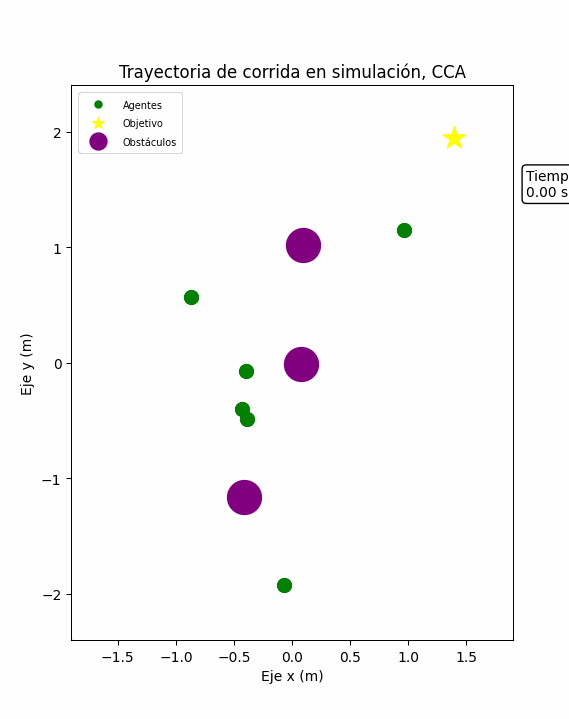 Trayectoria de corrida en simulación, CCA
Agentes
Objetivo
Obstáculos
Tiemp
0.00 s
2
1
0
−1
−2
Eje y (m)
−1.5 −1.0 −0.5 0.0 0.5 1.0 1.5
Eje x (m)